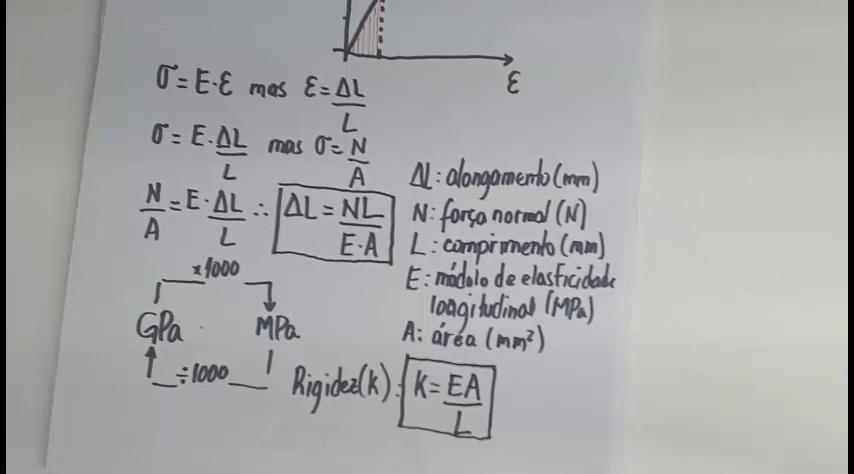 ε
σ = E·ε mas ε = ΔL/L
σ = E·ΔL/L mas σ = N/A
N/A = E·ΔL/L ∴ ΔL = NL/E·A
ΔL: alongamento (mm)
N: força normal (N)
L: comprimento (mm)
E: módulo de elasticidade
longitudinal (MPa)
A: área (mm²)
x1000
GPa MPa
÷1000
Rigidez (k): K = EA/L